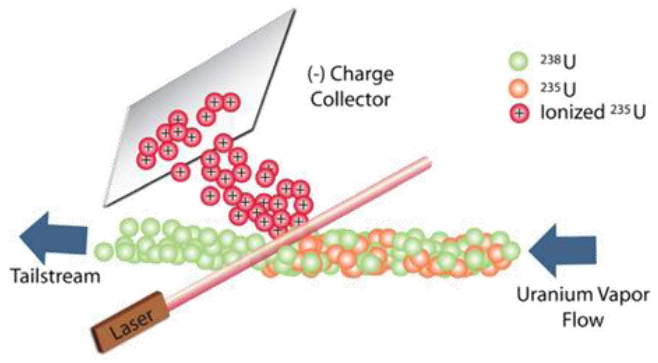 (-) Charge
Collector
²³⁸U
²³⁵U
Ionized ²³⁵U
Tailstream
Laser
Uranium Vapor
Flow